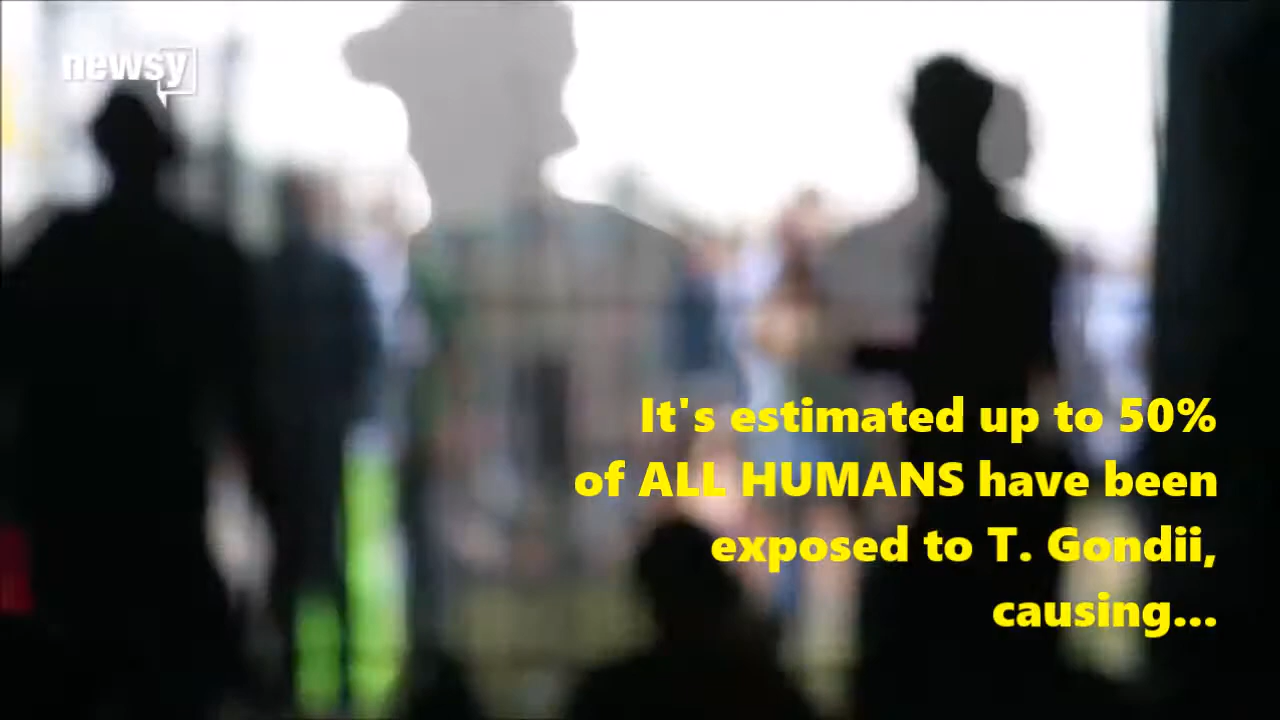 newsy
It's estimated up to 50%
of ALL HUMANS have been
exposed to T. Gondii,
causing...